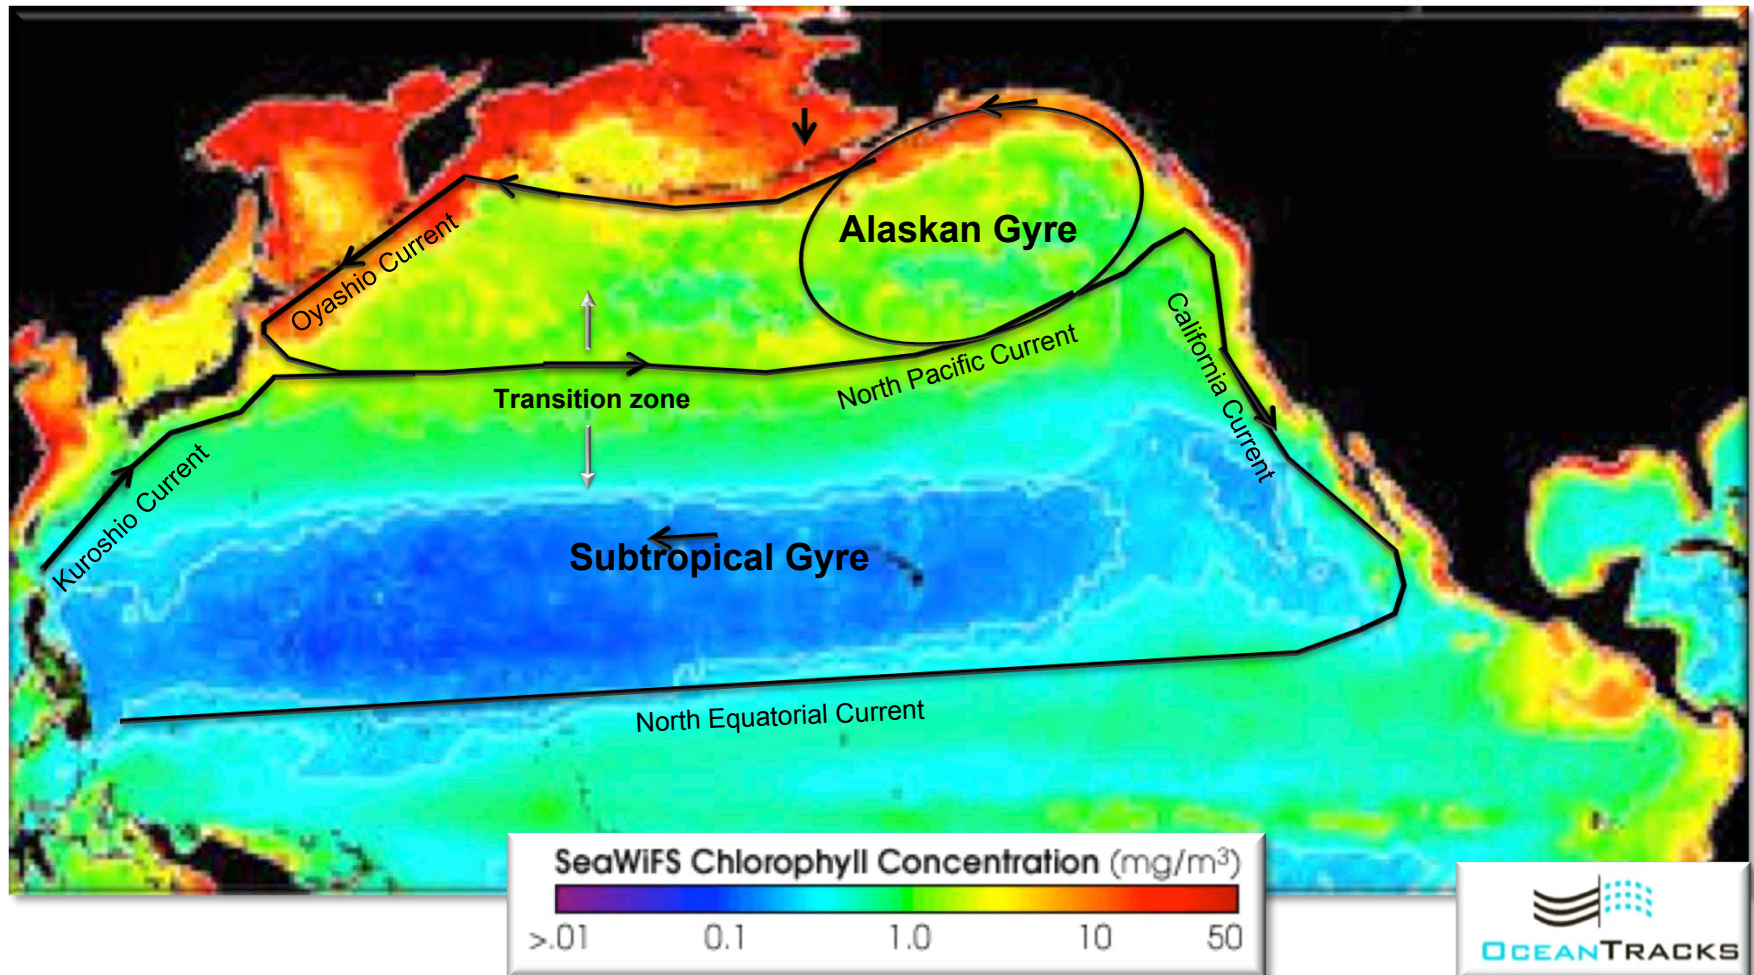 Alaskan Gyre
Oyashio Current
North Pacific Current
California Current
Transition zone
Kuroshio Current
Subtropical Gyre
North Equatorial Current
SeaWiFS Chlorophyll Concentration (mg/m³)
>.01 0.1 1.0 10 50
OCEANTRACKS